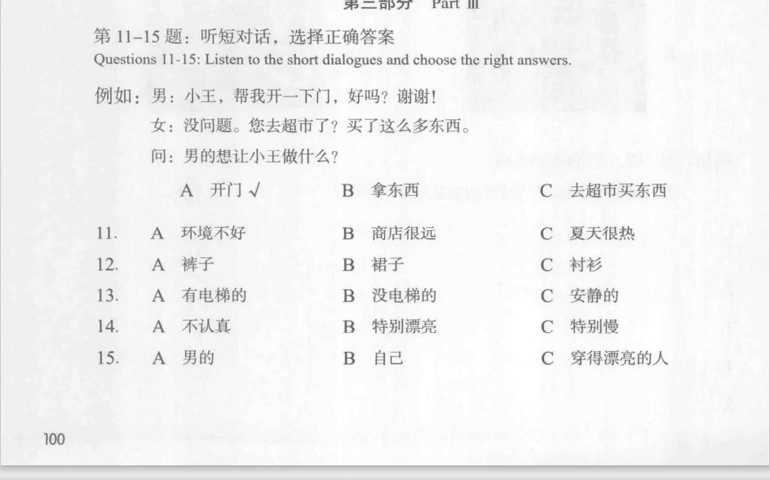 第三部分 Part Ⅲ
第 11-15 题：听短对话，选择正确答案
Questions 11-15: Listen to the short dialogues and choose the right answers.
例如：男：小王，帮我开一下门，好吗？谢谢！
女：没问题。您去超市了？买了这么多东西。
问：男的想让小王做什么？
A 开门 √ B 拿东西 C 去超市买东西
11. A 环境不好 B 商店很远 C 夏天很热
12. A 裤子 B 裙子 C 衬衫
13. A 有电梯的 B 没电梯的 C 安静的
14. A 不认真 B 特别漂亮 C 特别慢
15. A 男的 B 自己 C 穿得漂亮的人
100